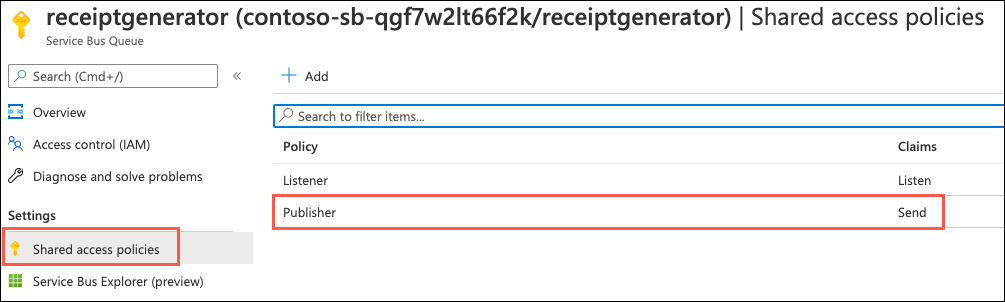 receiptgenerator (contoso-sb-qgf7w2lt66f2k/receiptgenerator) | Shared access policies
Service Bus Queue
Search (Cmd+/)
«
Overview
Access control (IAM)
Diagnose and solve problems
Settings
Shared access policies
Service Bus Explorer (preview)
+ Add
Search to filter items...
Policy Claims
Listener Listen
Publisher Send